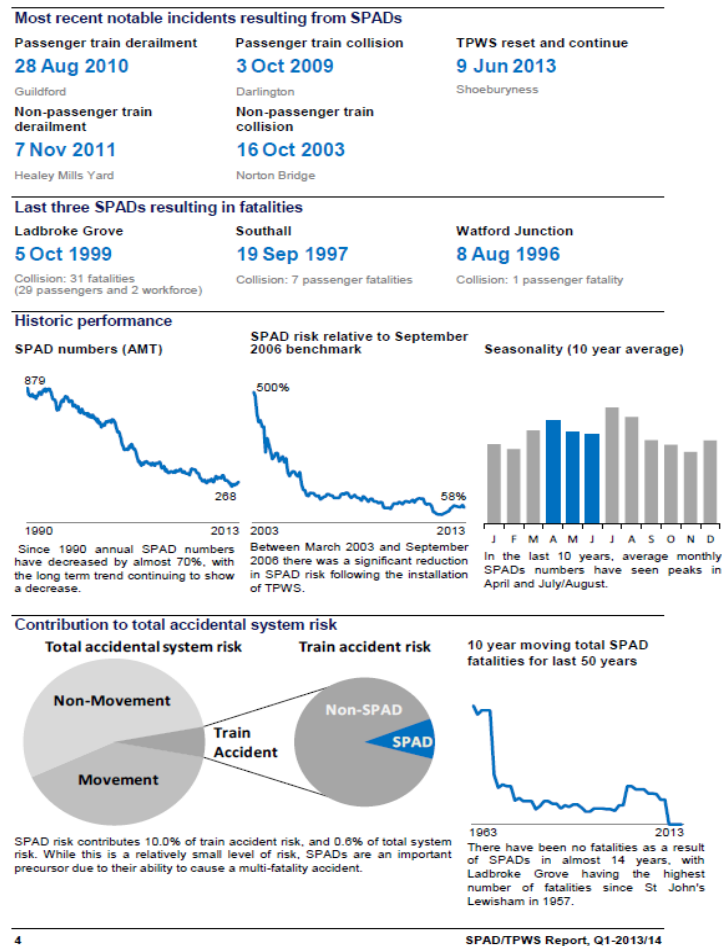 Most recent notable incidents resulting from SPADs
Passenger train derailment
28 Aug 2010
Guildford
Passenger train collision
3 Oct 2009
Darlington
TPWS reset and continue
9 Jun 2013
Shoeburyness
Non-passenger train
derailment
7 Nov 2011
Healey Mills Yard
Non-passenger train
collision
16 Oct 2003
Norton Bridge
Last three SPADs resulting in fatalities
Ladbroke Grove
5 Oct 1999
Collision: 31 fatalities
(29 passengers and 2 workforce)
Southall
19 Sep 1997
Collision: 7 passenger fatalities
Watford Junction
8 Aug 1996
Collision: 1 passenger fatality
Historic performance
SPAD numbers (AMT)
879
268
1990 2013
Since 1990 annual SPAD numbers
have decreased by almost 70%, with
the long term trend continuing to show
a decrease.
SPAD risk relative to September
2006 benchmark
500%
58%
2003 2013
Between March 2003 and September
2006 there was a significant reduction
in SPAD risk following the installation
of TPWS.
Seasonality (10 year average)
J F M A M J J A S O N D
In the last 10 years, average monthly
SPADs numbers have seen peaks in
April and July/August.
Contribution to total accidental system risk
Total accidental system risk
Non-Movement
Movement
Train
Accident
Train accident risk
Non-SPAD
SPAD
SPAD risk contributes 10.0% of train accident risk, and 0.6% of total system
risk. While this is a relatively small level of risk, SPADs are an important
precursor due to their ability to cause a multi-fatality accident.
10 year moving total SPAD
fatalities for last 50 years
1963 2013
There have been no fatalities as a result
of SPADs in almost 14 years, with
Ladbroke Grove having the highest
number of fatalities since St John's
Lewisham in 1957.
4 SPAD/TPWS Report, Q1-2013/14